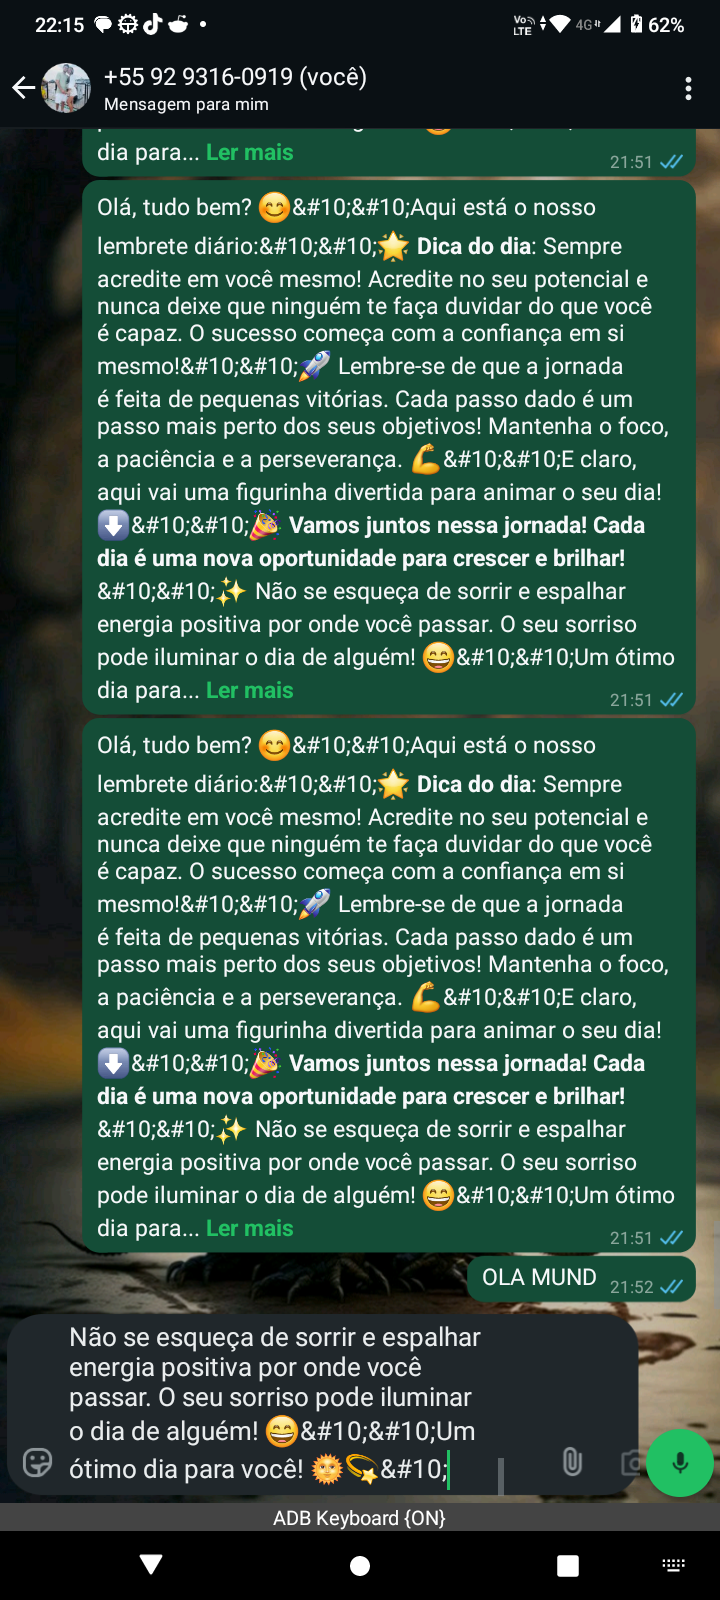 22:15
Vo)) LTE
4G
62%
+55 92 9316-0919 (você)
Mensagem para mim
dia para... Ler mais
21:51
Olá, tudo bem? 😊&#10;&#10;Aqui está o nosso
lembrete diário:&#10;&#10;🌟 Dica do dia: Sempre
acredite em você mesmo! Acredite no seu potencial e
nunca deixe que ninguém te faça duvidar do que você
é capaz. O sucesso começa com a confiança em si
mesmo!&#10;&#10;🚀 Lembre-se de que a jornada
é feita de pequenas vitórias. Cada passo dado é um
passo mais perto dos seus objetivos! Mantenha o foco,
a paciência e a perseverança. 💪&#10;&#10;E claro,
aqui vai uma figurinha divertida para animar o seu dia!
⬇️&#10;&#10;🎉 Vamos juntos nessa jornada! Cada
dia é uma nova oportunidade para crescer e brilhar!
&#10;&#10;✨ Não se esqueça de sorrir e espalhar
energia positiva por onde você passar. O seu sorriso
pode iluminar o dia de alguém! 😄&#10;&#10;Um ótimo
dia para... Ler mais
21:51
Olá, tudo bem? 😊&#10;&#10;Aqui está o nosso
lembrete diário:&#10;&#10;🌟 Dica do dia: Sempre
acredite em você mesmo! Acredite no seu potencial e
nunca deixe que ninguém te faça duvidar do que você
é capaz. O sucesso começa com a confiança em si
mesmo!&#10;&#10;🚀 Lembre-se de que a jornada
é feita de pequenas vitórias. Cada passo dado é um
passo mais perto dos seus objetivos! Mantenha o foco,
a paciência e a perseverança. 💪&#10;&#10;E claro,
aqui vai uma figurinha divertida para animar o seu dia!
⬇️&#10;&#10;🎉 Vamos juntos nessa jornada! Cada
dia é uma nova oportunidade para crescer e brilhar!
&#10;&#10;✨ Não se esqueça de sorrir e espalhar
energia positiva por onde você passar. O seu sorriso
pode iluminar o dia de alguém! 😄&#10;&#10;Um ótimo
dia para... Ler mais
21:51
OLA MUND
21:52
Não se esqueça de sorrir e espalhar
energia positiva por onde você
passar. O seu sorriso pode iluminar
o dia de alguém! 😄&#10;&#10;Um
ótimo dia para você! 🌞💫&#10;
ADB Keyboard {ON}